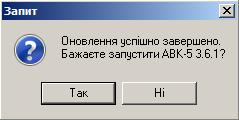 Запит
Оновлення успішно завершено.
Бажаєте запустити АВК-5 3.6.1?
Так
Ні